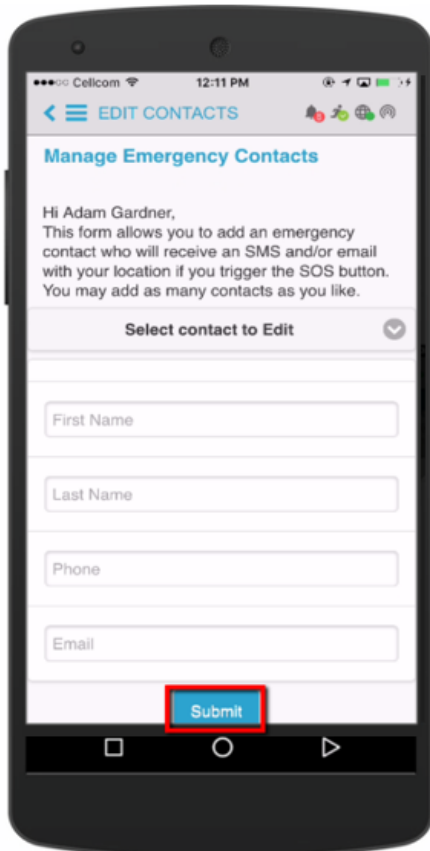 Cellcom 12:11 PM
EDIT CONTACTS
Manage Emergency Contacts
Hi Adam Gardner,
This form allows you to add an emergency
contact who will receive an SMS and/or email
with your location if you trigger the SOS button.
You may add as many contacts as you like.
Select contact to Edit
First Name
Last Name
Phone
Email
Submit